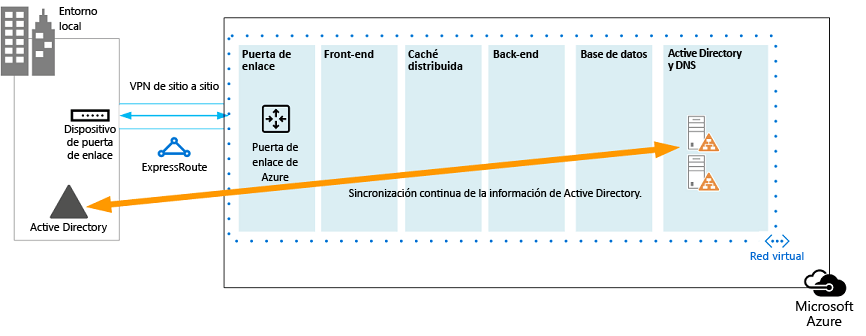 Entorno
local
VPN de sitio a sitio
Dispositivo
de puerta
de enlace
ExpressRoute
Active Directory
Puerta de
enlace
Front-end
Caché
distribuida
Back-end
Base de datos
Active Directory
y DNS
Puerta de
enlace de
Azure
Sincronización continua de la información de Active Directory.
Red virtual
Microsoft
Azure